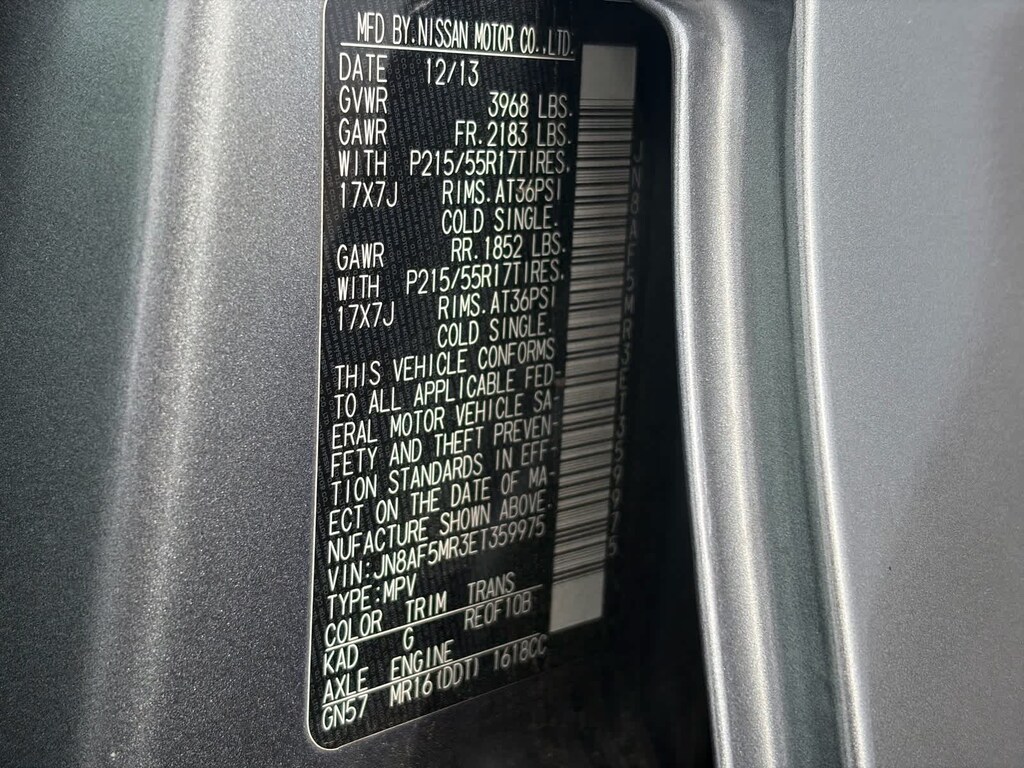 MFD BY.NISSAN MOTOR CO.,LTD.
DATE 12/13
GVWR 3968 LBS.
GAWR FR.2183 LBS.
WITH P215/55R17TIRES.
17X7J RIMS.AT36PSI
COLD SINGLE.
GAWR RR.1852 LBS.
WITH P215/55R17TIRES.
17X7J RIMS.AT36PSI
COLD SINGLE.
THIS VEHICLE CONFORMS
TO ALL APPLICABLE FED-
ERAL MOTOR VEHICLE SA-
FETY AND THEFT PREVEN-
TION STANDARDS IN EFF-
ECT ON THE DATE OF MA-
NUFACTURE SHOWN ABOVE.
VIN:JN8AF5MR3ET359975
TYPE:MPV
COLOR TRIM TRANS
KAD G RE0F10B
AXLE ENGINE
GN57 MR16(DDT) 1618CC
JN8AF5MR3ET359975